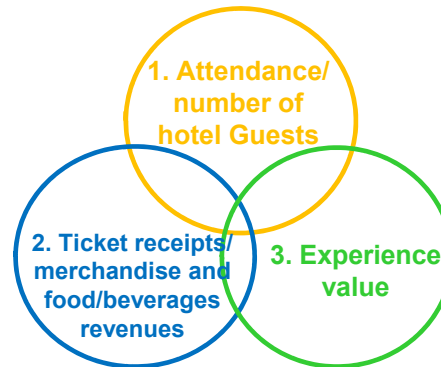 1. Attendance/
number of
hotel Guests
2. Ticket receipts/
merchandise and
food/beverages
revenues
3. Experience
value